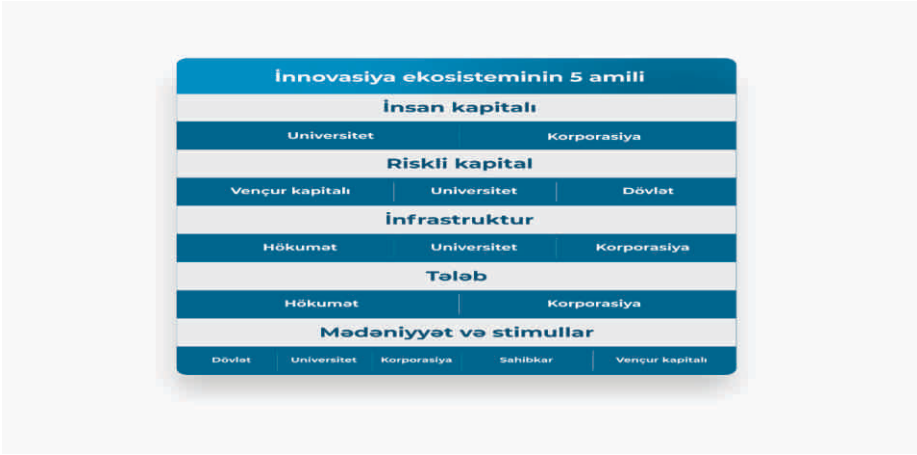 İnnovasiya ekosisteminin 5 amili
İnsan kapitalı
Universitet Korporasiya
Riskli kapital
Vençur kapitalı Universitet Dövlət
İnfrastruktur
Hökumət Universitet Korporasiya
Tələb
Hökumət Korporasiya
Mədəniyyət və stimullar
Dövlət Universitet Korporasiya Sahibkar Vençur kapitalı